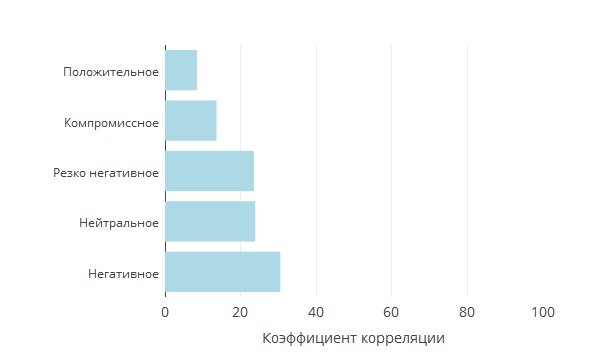 Положительное
Компромиссное
Резко негативное
Нейтральное
Негативное
0 20 40 60 80 100
Коэффициент корреляции